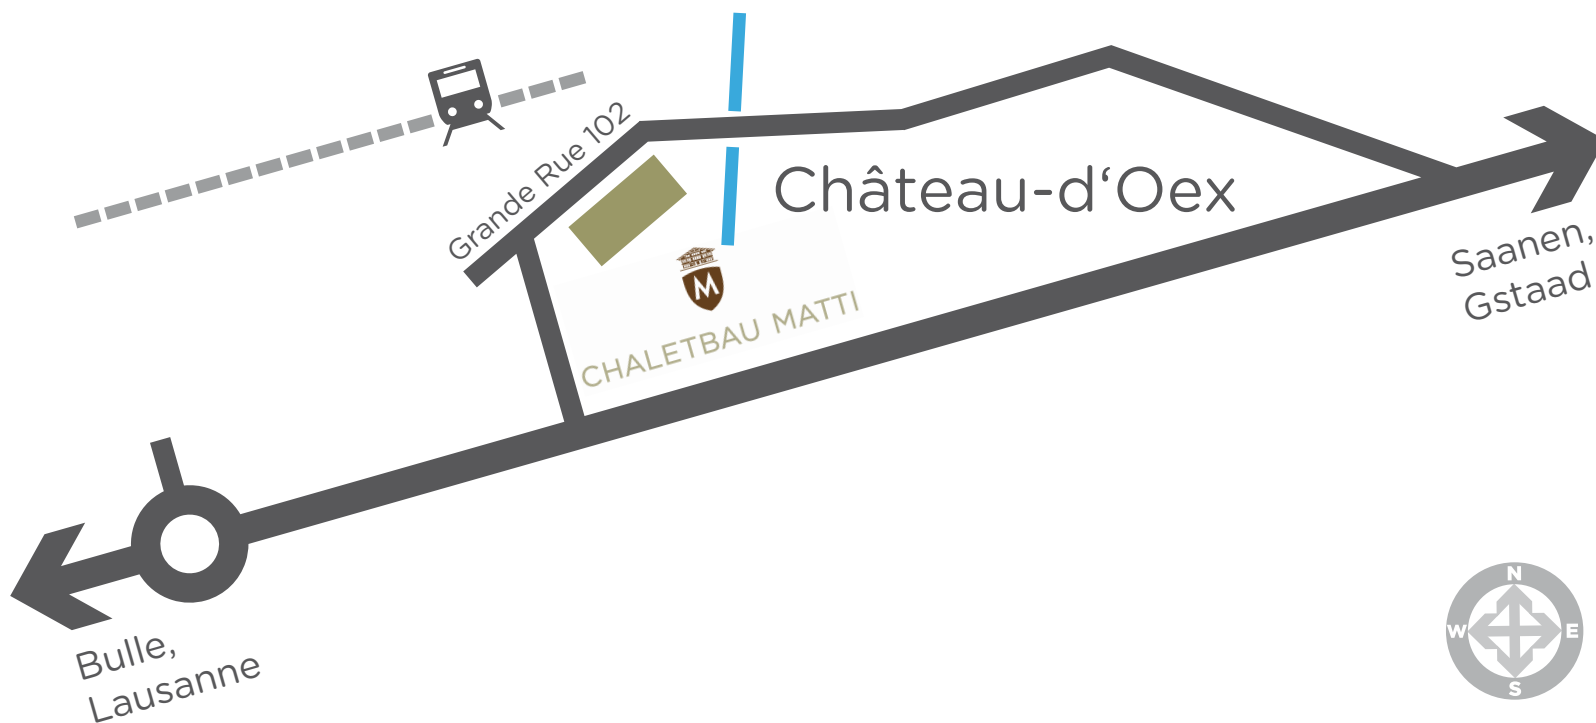 Grande Rue 102
Château-d‘Oex
Saanen,
Gstaad
M
CHALETBAU MATTI
Bulle,
Lausanne
N
W E
S